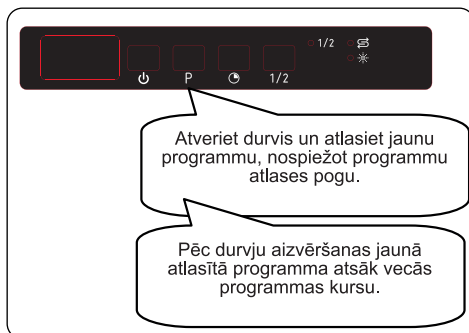 1/2
P 1/2
Atveriet durvis un atlasiet jaunu
programmu, nospiežot programmu
atlases pogu.
Pēc durvju aizvēršanas jaunā
atlasītā programma atsāk vecās
programmas kursu.